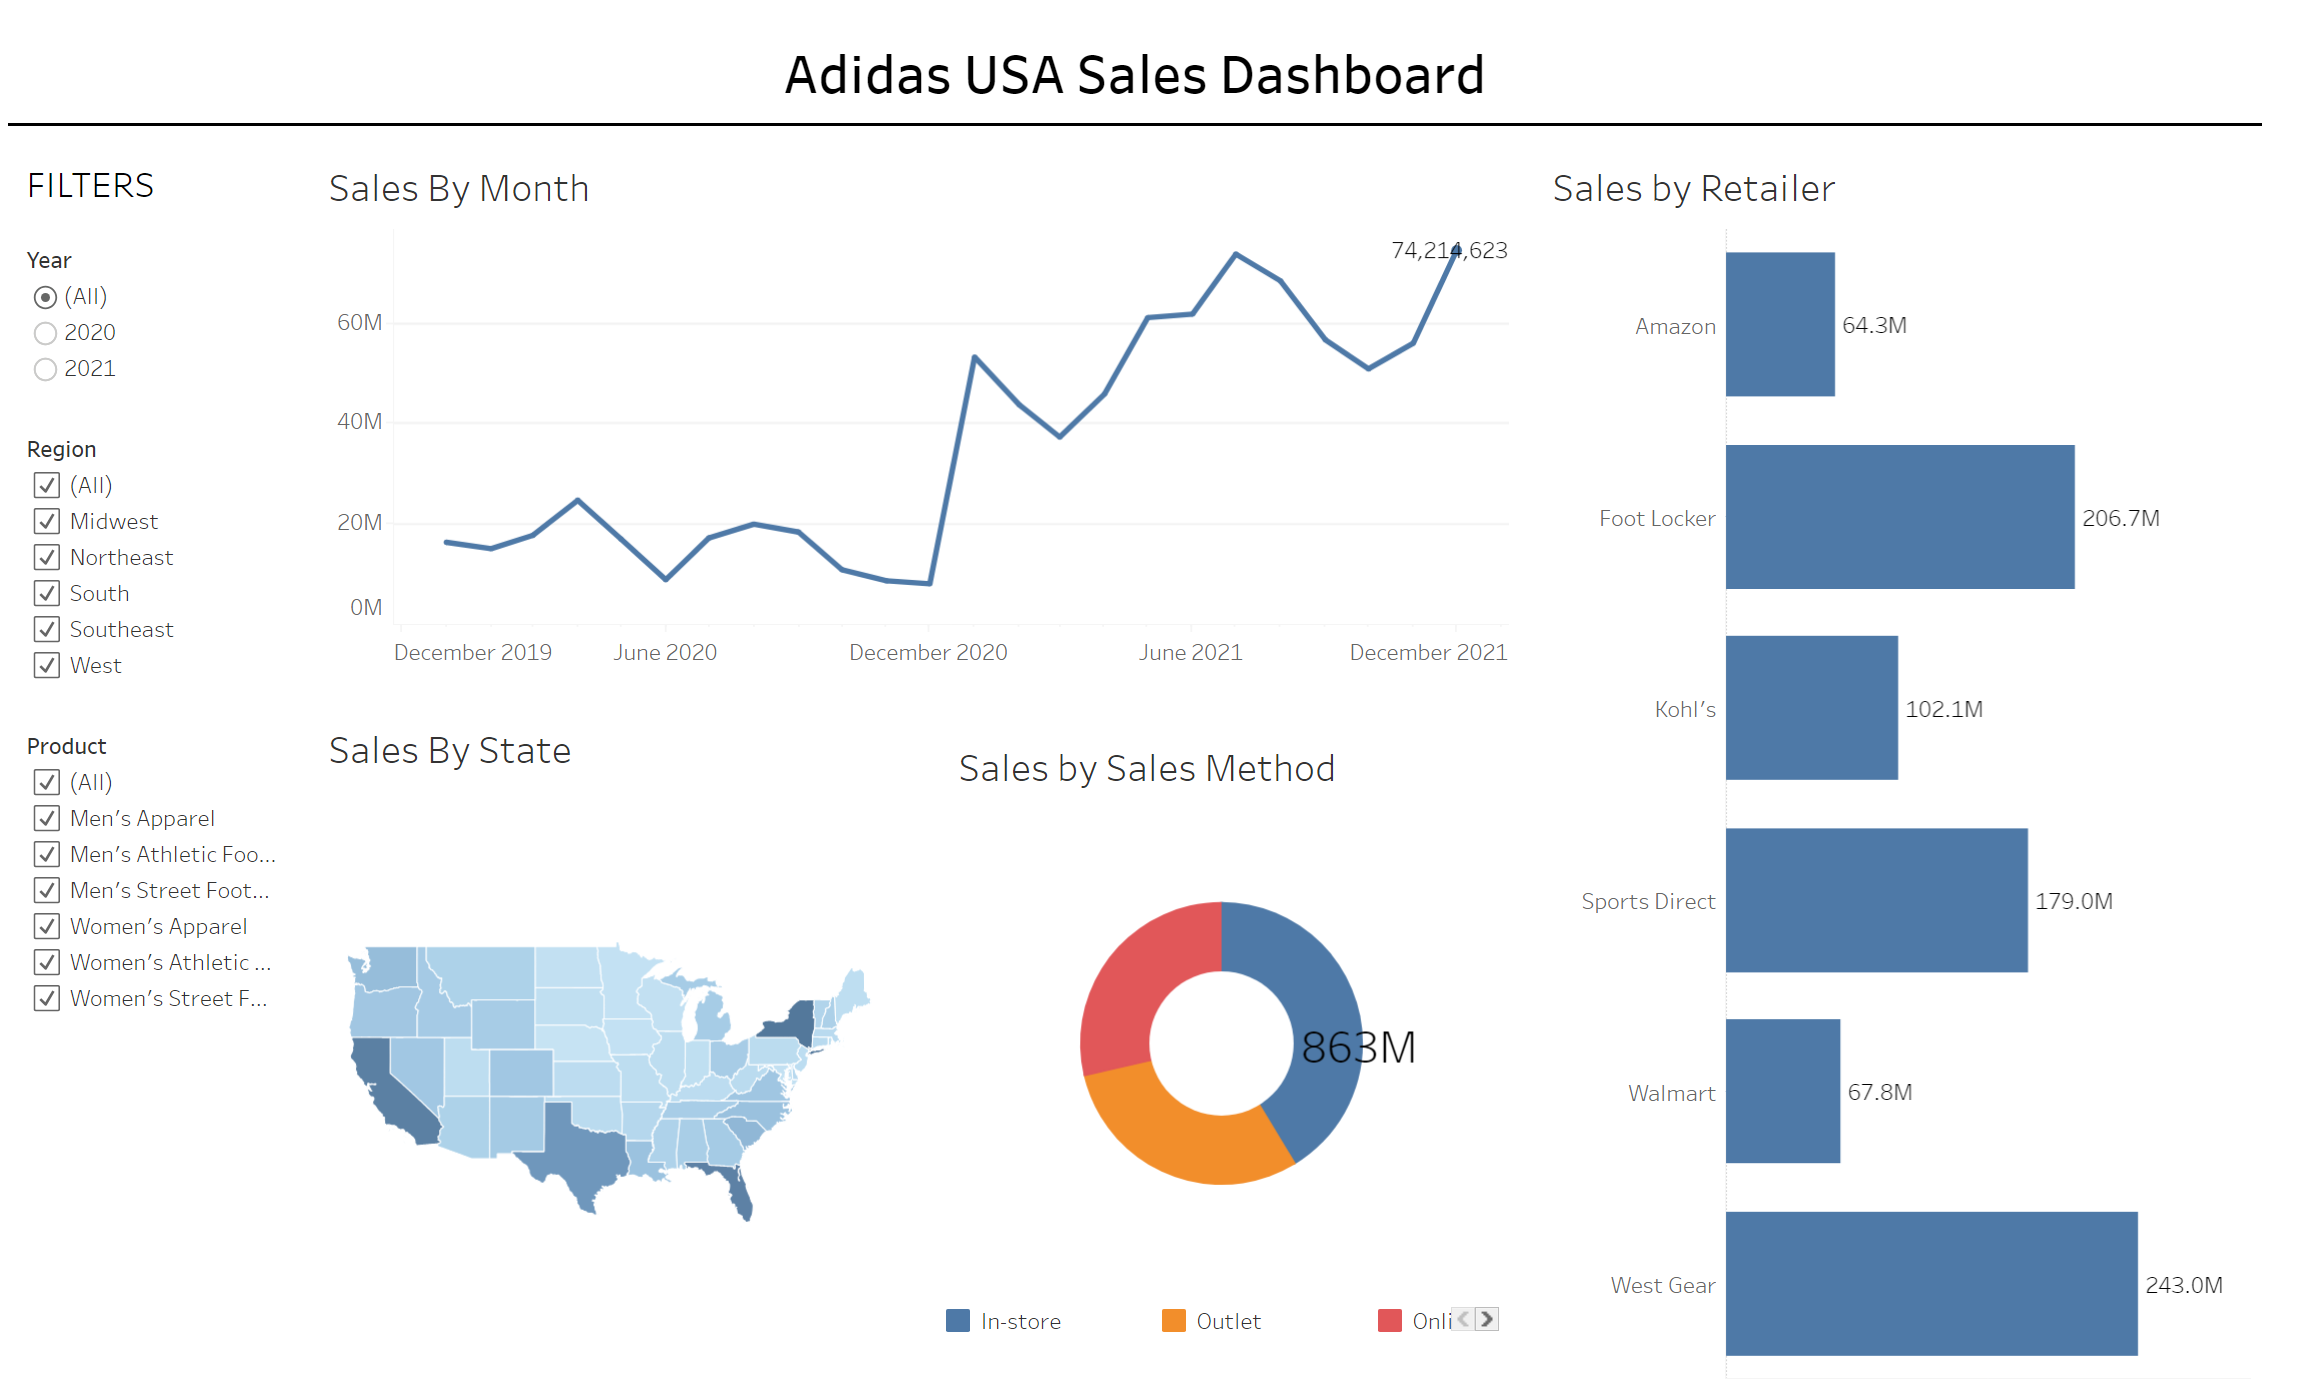 Adidas USA Sales Dashboard
FILTERS
Year
(All)
2020
2021
Region
(All)
Midwest
Northeast
South
Southeast
West
Product
(All)
Men's Apparel
Men's Athletic Foo...
Men's Street Foot...
Women's Apparel
Women's Athletic ...
Women's Street F...
Sales By Month
74,214,623
60M
40M
20M
0M
December 2019 June 2020 December 2020 June 2021 December 2021
Sales By State
Sales by Sales Method
863M
In-store Outlet Onli
Sales by Retailer
Amazon 64.3M
Foot Locker 206.7M
Kohl's 102.1M
Sports Direct 179.0M
Walmart 67.8M
West Gear 243.0M